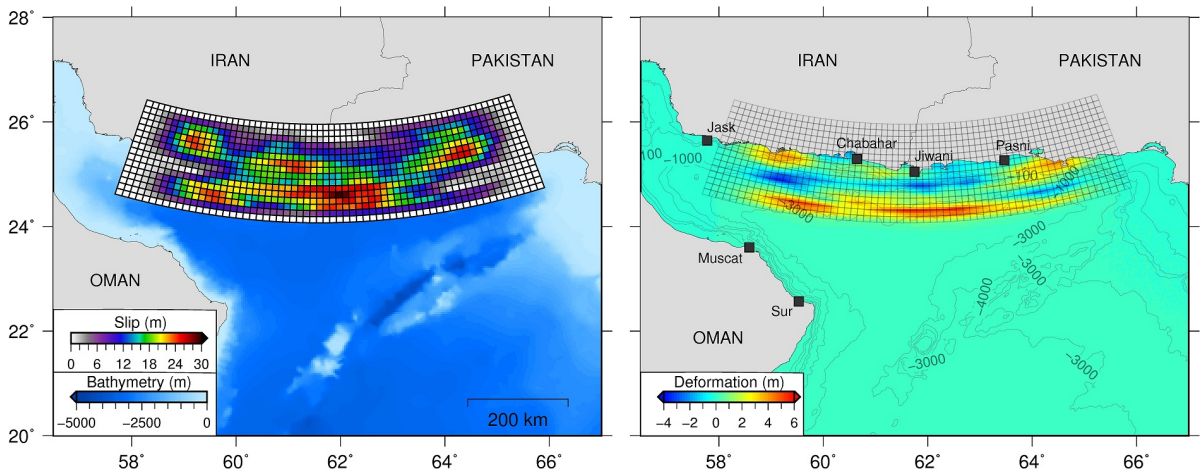 28°
26°
24°
22°
20°
58
60
62
64
66
IRAN
PAKISTAN
OMAN
Slip (m)
0 6 12 18 24 30
Bathymetry (m)
−5000 −2500 0
200 km
IRAN
PAKISTAN
Jask
Chabahar
Jiwani
Pasni
100
−1000
100
1000
−3000
Muscat
−3000
−3000
−4000
Sur
OMAN
−3000
−3000
Deformation (m)
−4 −2 0 2 4 6
58
60
62
64
66